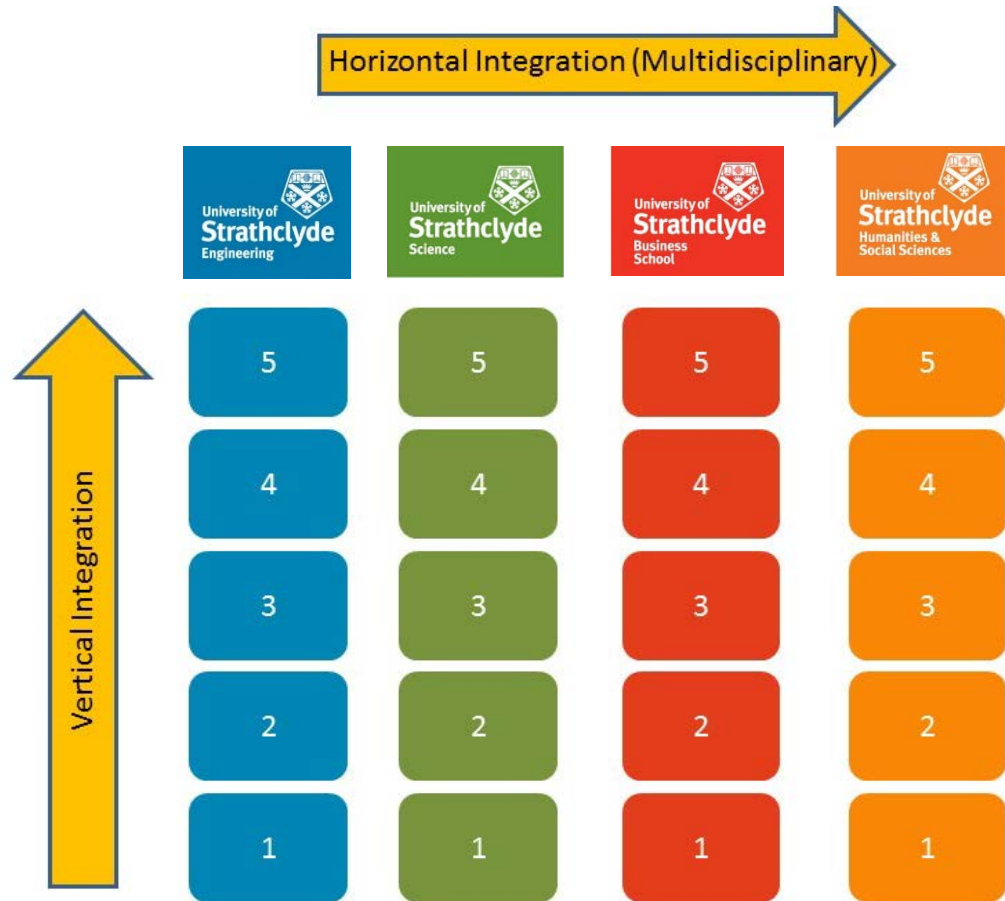 Horizontal Integration (Multidisciplinary)
University of
Strathclyde
Engineering
University of
Strathclyde
Science
University of
Strathclyde
Business
School
University of
Strathclyde
Humanities &
Social Sciences
Vertical Integration
5 5 5 5
4 4 4 4
3 3 3 3
2 2 2 2
1 1 1 1